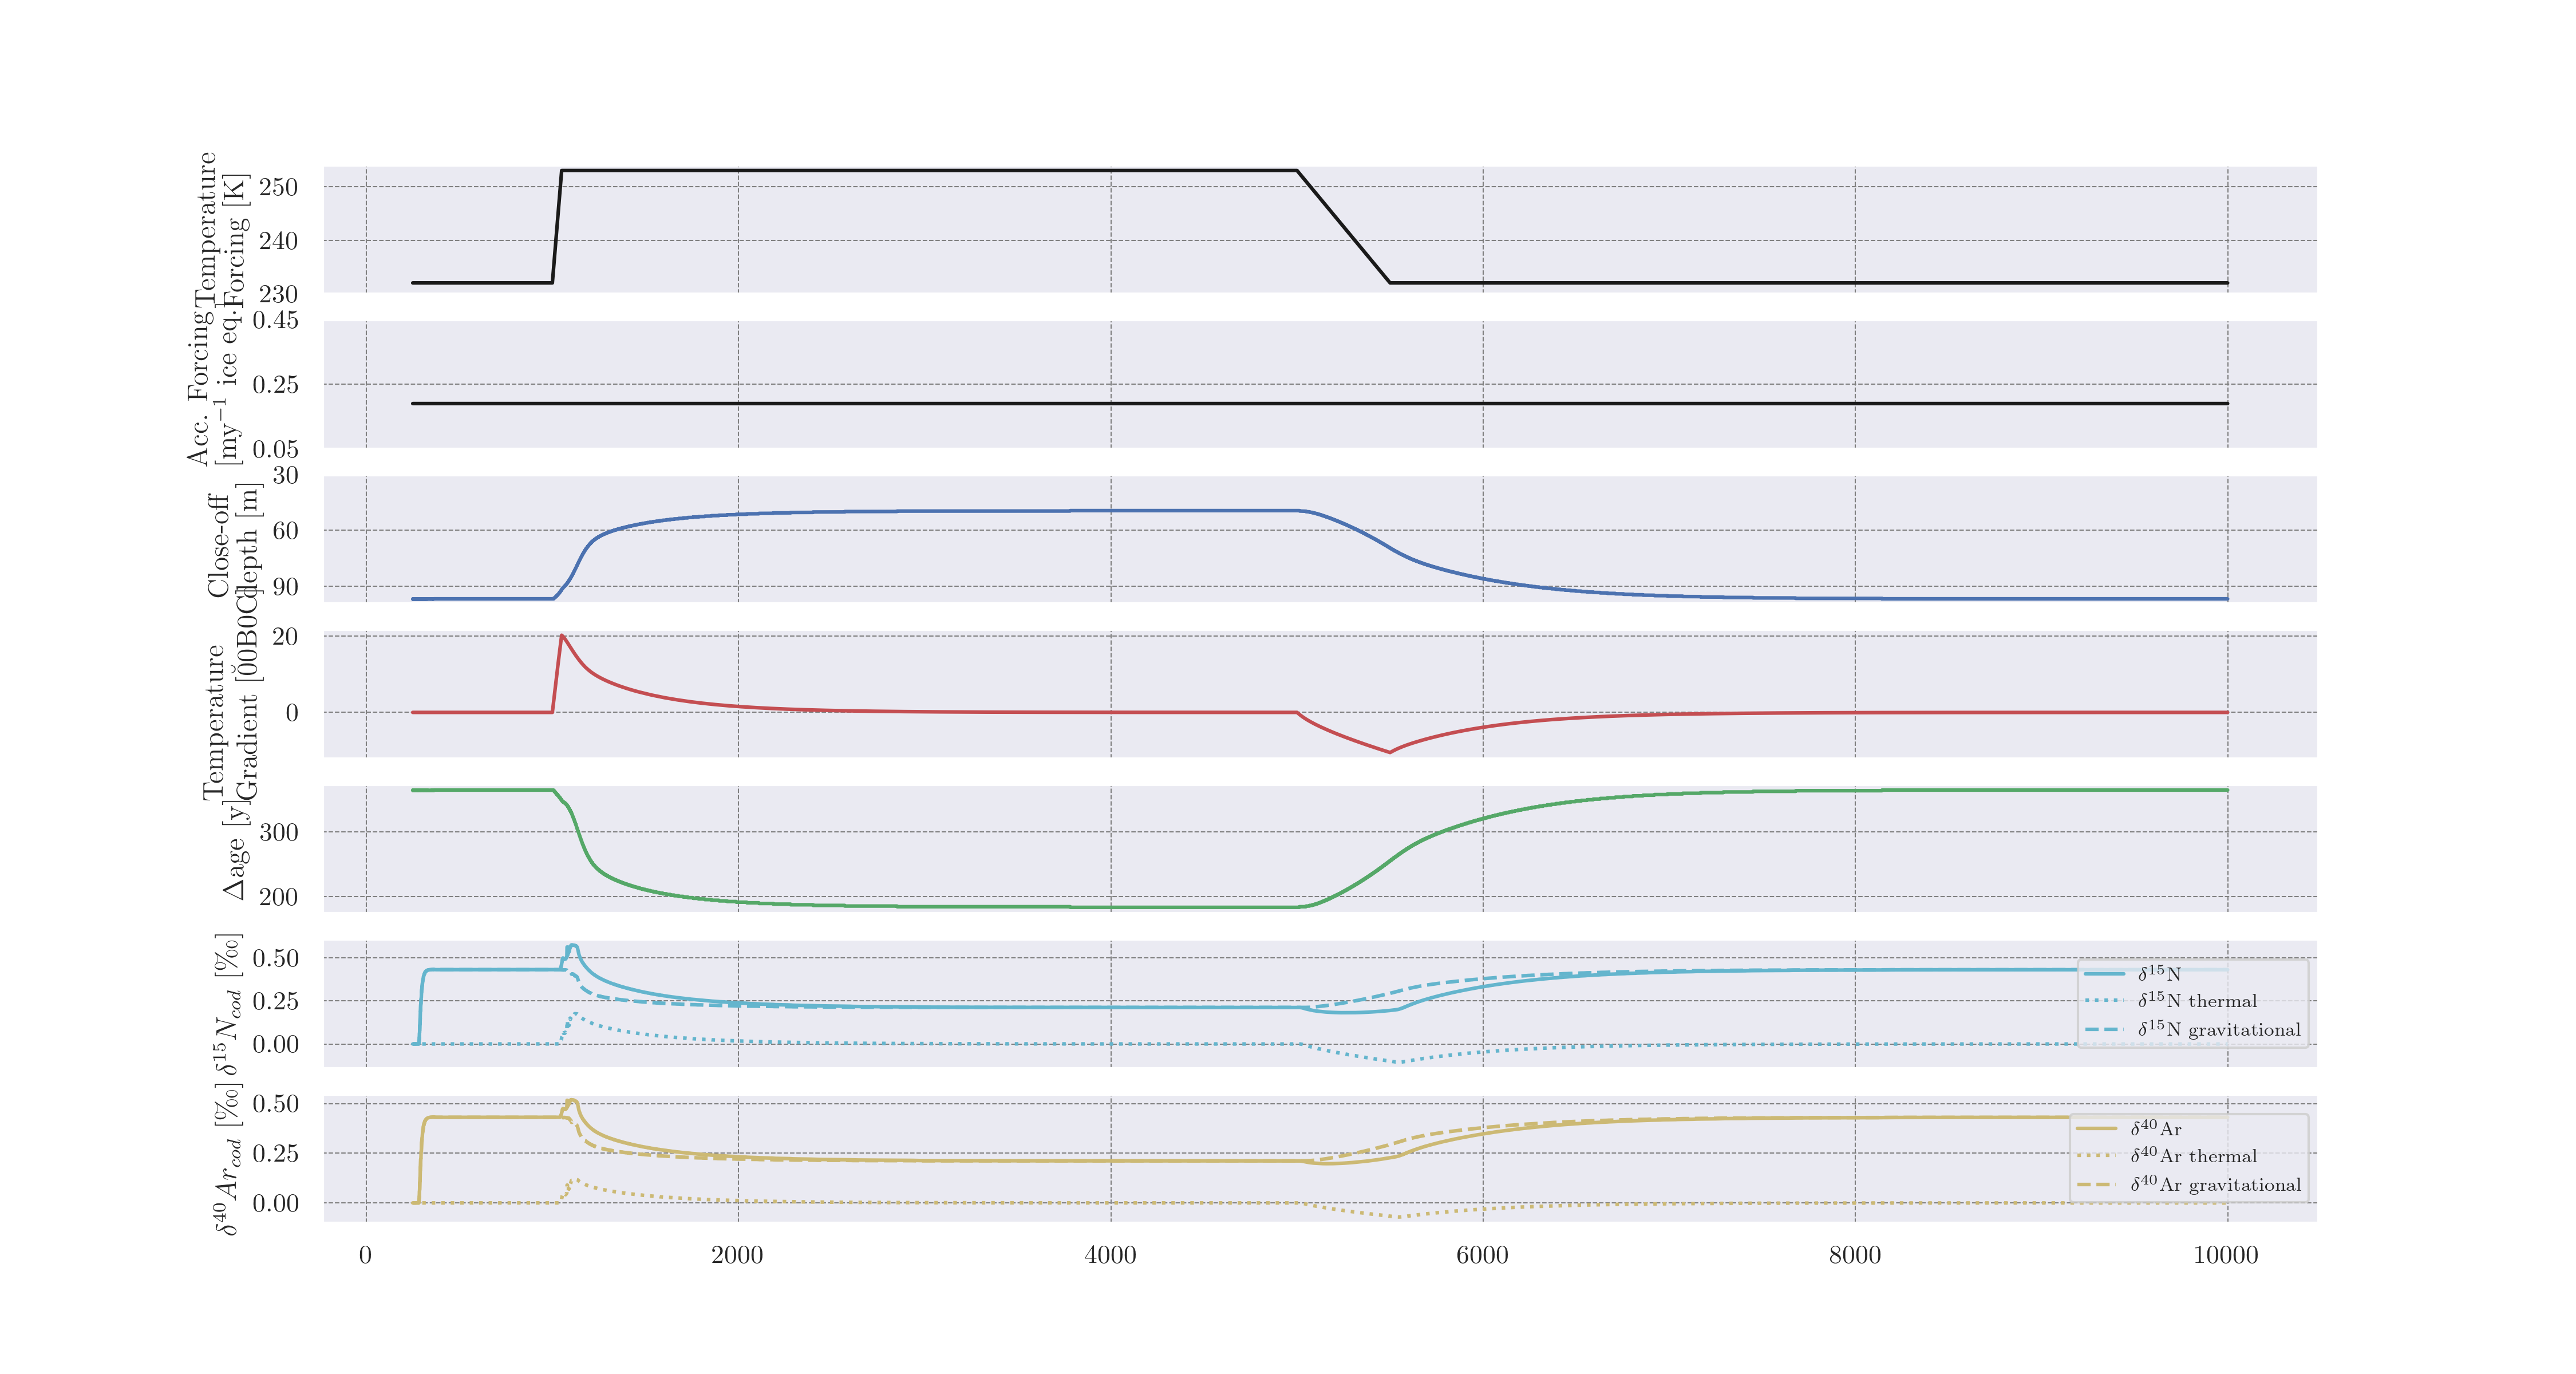 Temperature
Forcing [K]
250
240
230
Acc. Forcing
[my⁻¹ ice eq.]
0.45
0.25
0.05
Close-off
depth [m]
30
60
90
Temperature
Gradient [˘00B0C]
20
0
Δage [y]
300
200
δ¹⁵N_cod [‰]
0.50
0.25
0.00
δ¹⁵N
δ¹⁵N thermal
δ¹⁵N gravitational
δ⁴⁰Ar_cod [‰]
0.50
0.25
0.00
δ⁴⁰Ar
δ⁴⁰Ar thermal
δ⁴⁰Ar gravitational
0 2000 4000 6000 8000 10000